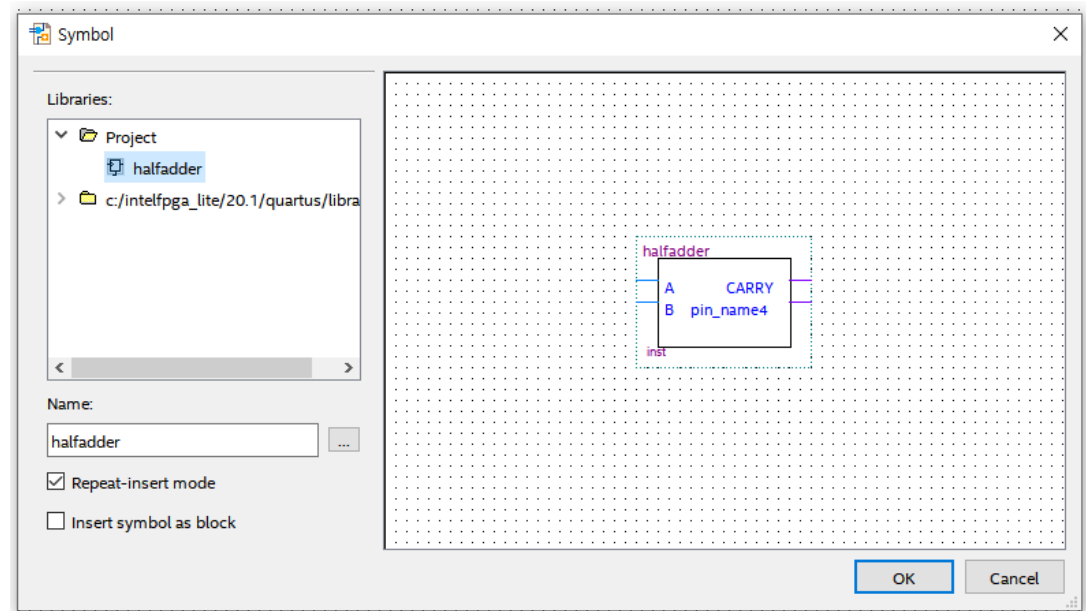 Symbol
Libraries:
Project
halfadder
c:/intelfpga_lite/20.1/quartus/libra
Name:
halfadder
...
Repeat-insert mode
Insert symbol as block
halfadder
A CARRY
B pin_name4
inst
OK Cancel